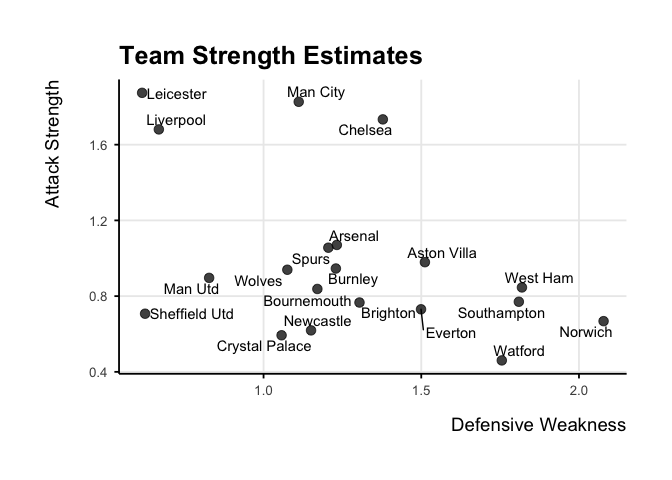 Team Strength Estimates
Attack Strength
Leicester
Man City
Liverpool
Chelsea
1.6
1.2
Arsenal
Spurs
Aston Villa
Wolves
Burnley
West Ham
Man Utd
0.8
Bournemouth
Sheffield Utd
Brighton
Southampton
Newcastle
Everton
Norwich
Crystal Palace
Watford
0.4
1.0
1.5
2.0
Defensive Weakness